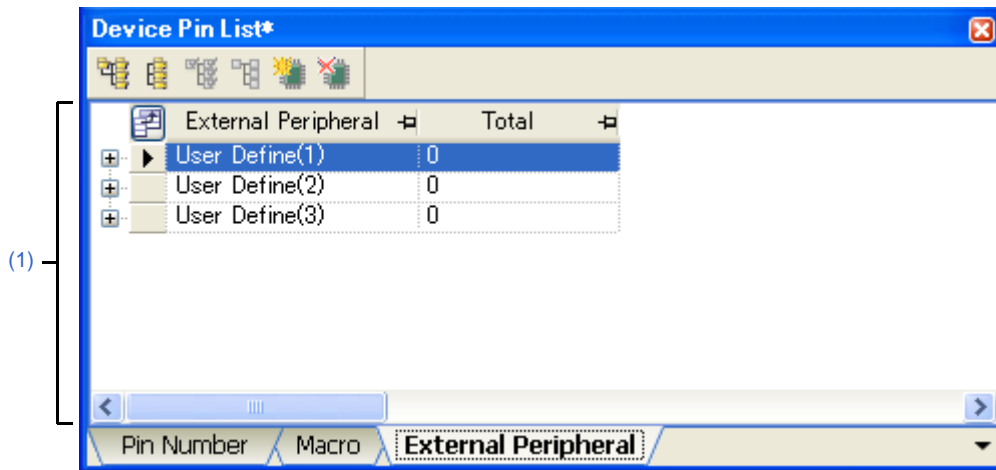 Device Pin List*
External Peripheral Total
User Define(1) 0
User Define(2) 0
User Define(3) 0
(1)
Pin Number Macro External Peripheral